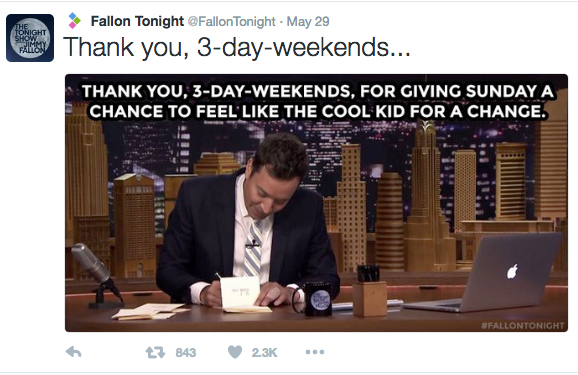 THE
TONIGHT
SHOW
JIMMY
FALLON
Fallon Tonight @FallonTonight · May 29
Thank you, 3-day-weekends...
THANK YOU, 3-DAY-WEEKENDS, FOR GIVING SUNDAY A
CHANCE TO FEEL LIKE THE COOL KID FOR A CHANGE.
#FALLONTONIGHT
843
2.3K